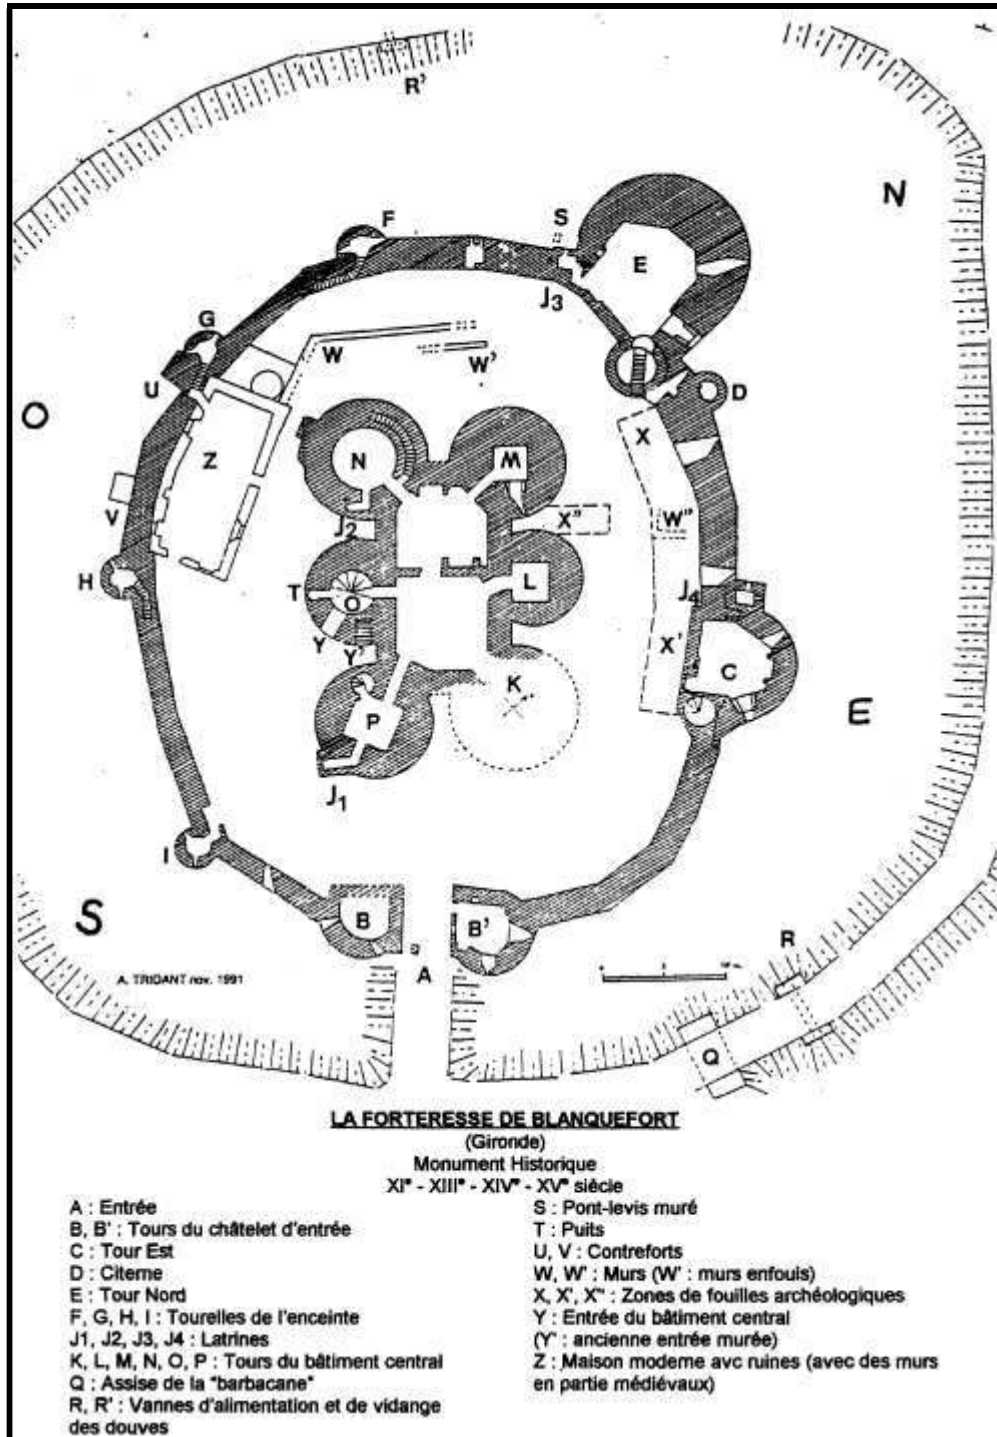 R'
N
F
S
E
J3
G
W
W'
U
D
O
X
Z
N
M
V
J2
X"
W"
H
T
O
L
J4
Y
Y'
X'
C
K
P
E
J1
I
S
B
B'
R
A
A. TRIDANT nov. 1991
Q
LA FORTERESSE DE BLANQUEFORT
(Gironde)
Monument Historique
XI° - XIII° - XIV° - XV° siècle
A : Entrée
B, B' : Tours du châtelet d'entrée
C : Tour Est
D : Citerne
E : Tour Nord
F, G, H, I : Tourelles de l'enceinte
J1, J2, J3, J4 : Latrines
K, L, M, N, O, P : Tours du bâtiment central
Q : Assise de la "barbacane"
R, R' : Vannes d'alimentation et de vidange
des douves
S : Pont-levis muré
T : Puits
U, V : Contreforts
W, W' : Murs (W' : murs enfouis)
X, X', X" : Zones de fouilles archéologiques
Y : Entrée du bâtiment central
(Y' : ancienne entrée murée)
Z : Maison moderne avc ruines (avec des murs
en partie médiévaux)